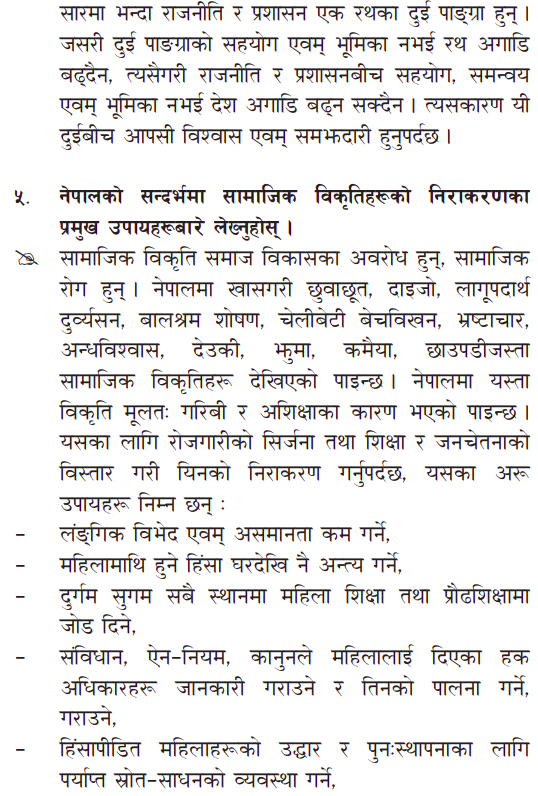 सारमा भन्दा राजनीति र प्रशासन एक रथका दुई पाङ्ग्रा हुन् ।
जसरी दुई पाङग्राको सहयोग एवम् भूमिका नभई रथ अगाडि
बढ्दैन, त्यसैगरी राजनीति र प्रशासनबीच सहयोग, समन्वय
एवम् भूमिका नभई देश अगाडि बढ्न सक्दैन । त्यसकारण यी
दुईबीच आपसी विश्वास एवम् समझदारी हुनुपर्दछ ।
५. नेपालको सन्दर्भमा सामाजिक विकृतिहरूको निराकरणका
प्रमुख उपायहरूबारे लेख्नुहोस् ।
सामाजिक विकृति समाज विकासका अवरोध हुन्, सामाजिक
रोग हुन् । नेपालमा खासगरी छुवाछूत, दाइजो, लागूपदार्थ
दुर्व्यसन, बालश्रम शोषण, चेलीबेटी बेचविखन, भ्रष्टाचार,
अन्धविश्वास, देउकी, झुमा, कमैया, छाउपडीजस्ता
सामाजिक विकृतिहरू देखिएको पाइन्छ । नेपालमा यस्ता
विकृति मूलतः गरिबी र अशिक्षाका कारण भएको पाइन्छ ।
यसका लागि रोजगारीको सिर्जना तथा शिक्षा र जनचेतनाको
विस्तार गरी यिनको निराकरण गर्नुपर्दछ, यसका अरू
उपायहरू निम्न छन् :
– लंङ्गिक विभेद एवम् असमानता कम गर्ने,
– महिलामाथि हुने हिंसा घरदेखि नै अन्त्य गर्ने,
– दुर्गम सुगम सबै स्थानमा महिला शिक्षा तथा प्रौढशिक्षामा
जोड दिने,
– संविधान, ऐन-नियम, कानुनले महिलालाई दिएका हक
अधिकारहरू जानकारी गराउने र तिनको पालना गर्ने,
गराउने,
– हिंसापीडित महिलाहरूको उद्धार र पुनःस्थापनाका लागि
पर्याप्त स्रोत-साधनको व्यवस्था गर्ने,